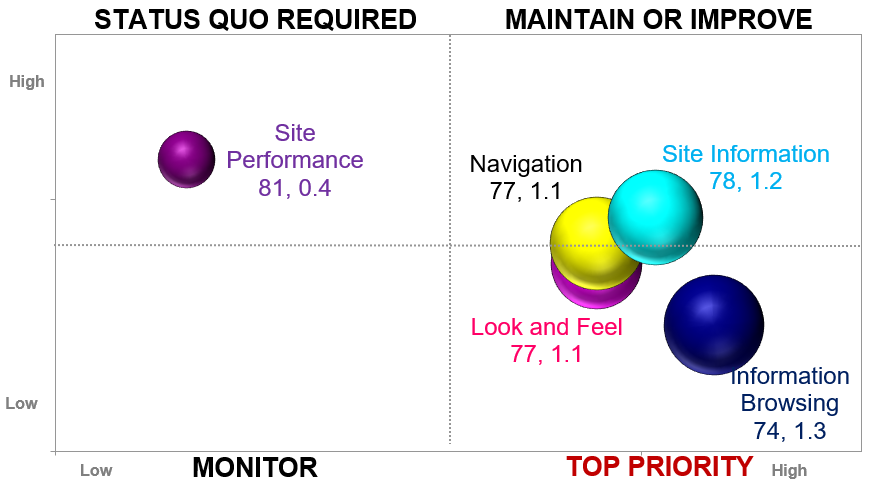 STATUS QUO REQUIRED
MAINTAIN OR IMPROVE
High
Site
Performance
81, 0.4
Navigation
77, 1.1
Site Information
78, 1.2
Look and Feel
77, 1.1
Information
Browsing
74, 1.3
Low
Low
MONITOR
TOP PRIORITY
High